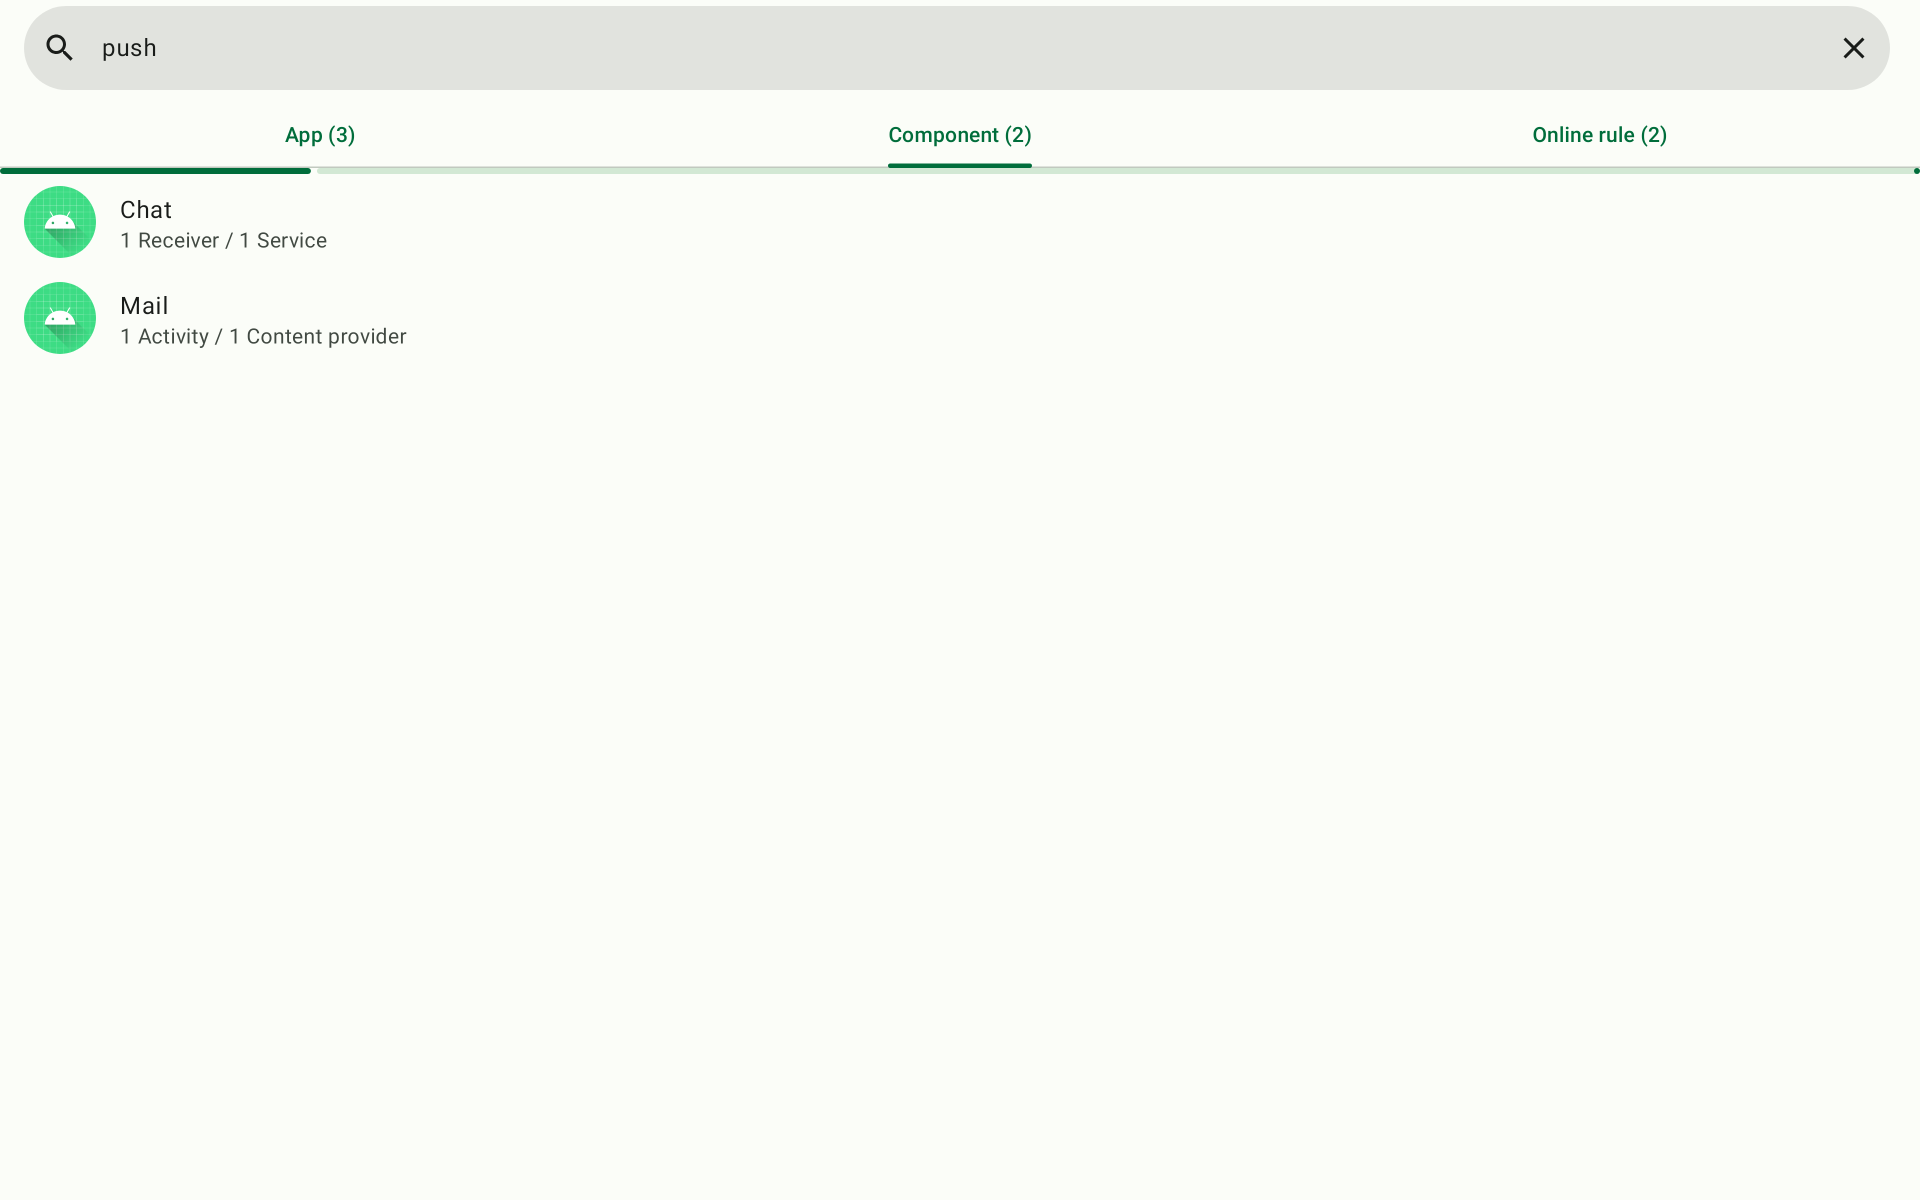 push
App (3)
Component (2)
Online rule (2)
Chat
1 Receiver / 1 Service
Mail
1 Activity / 1 Content provider